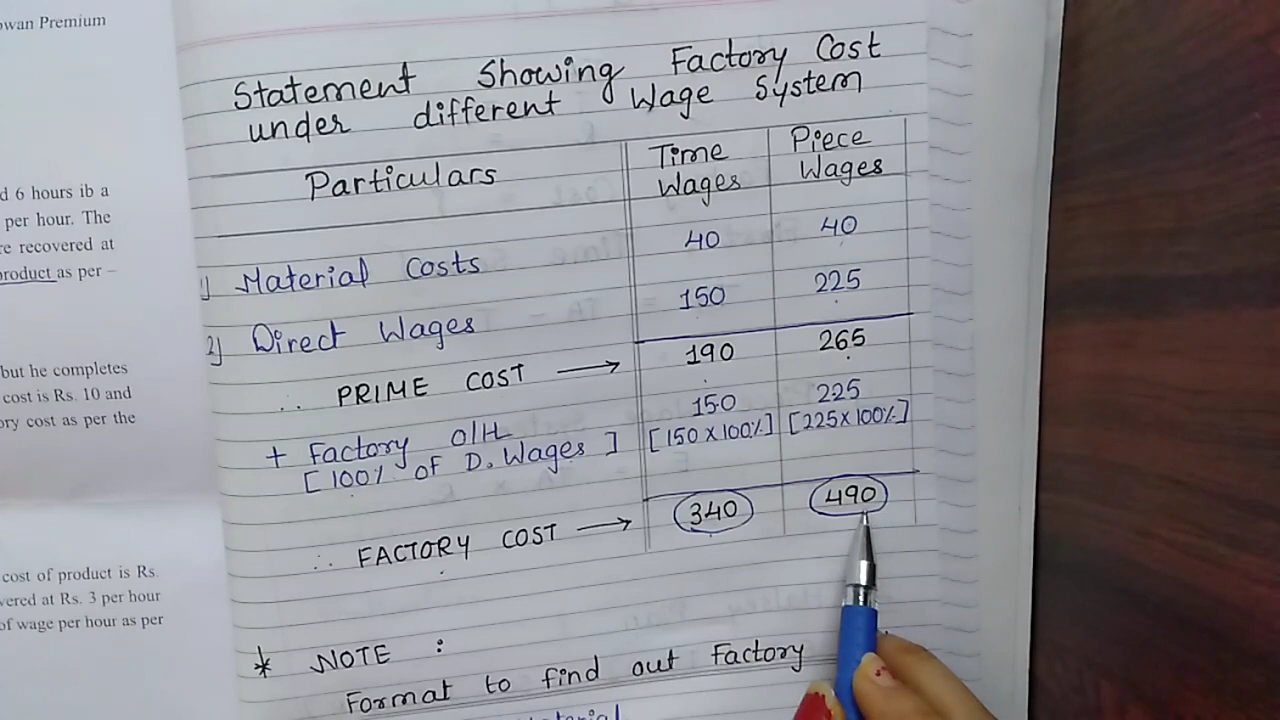 owan Premium
d 6 hours ib a
per hour. The
re recovered at
product as per –
but he completes
cost is Rs. 10 and
ory cost as per the
cost of product is Rs.
vered at Rs. 3 per hour
of wage per hour as per
Statement Showing Factory Cost
under different Wage System
Particulars Time Wages Piece Wages
1) Material Costs 40 40
2) Direct Wages 150 225
∴ PRIME COST → 190 265
+ Factory O/H 150 225
[100% of D. Wages] [150 X 100%] [225 X 100%]
∴ FACTORY COST → 340 490
* NOTE :
Format to find out Factory